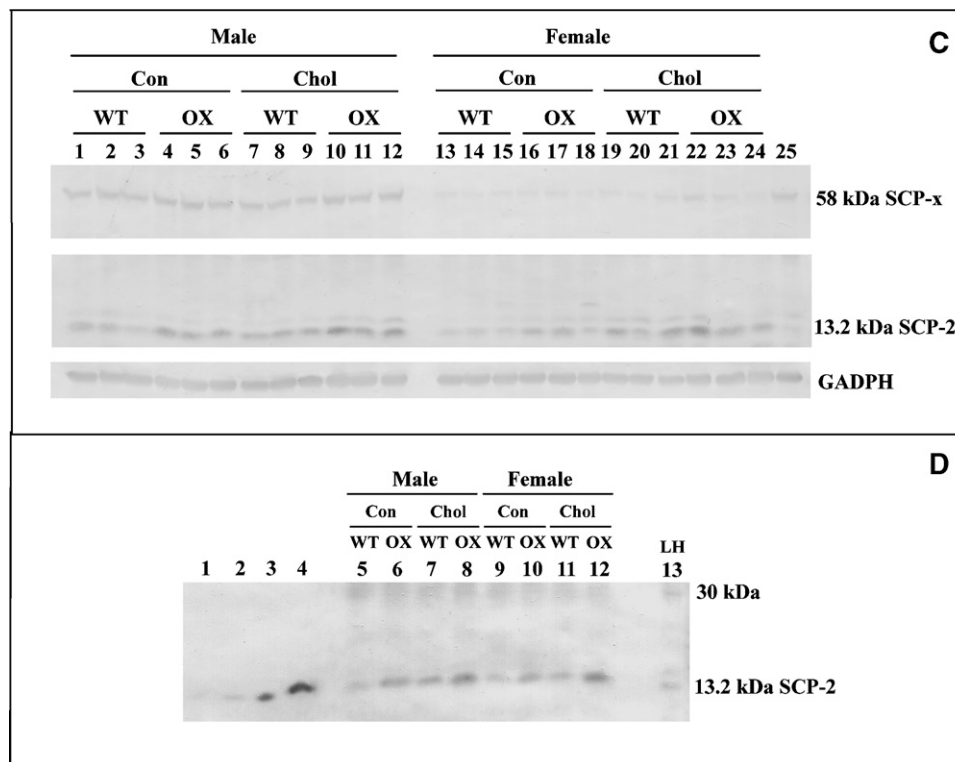 C
Male Female
Con Chol Con Chol
WT OX WT OX WT OX WT OX
1 2 3 4 5 6 7 8 9 10 11 12 13 14 15 16 17 18 19 20 21 22 23 24 25
58 kDa SCP-x
13.2 kDa SCP-2
GADPH
D
Male Female
Con Chol Con Chol
WT OX WT OX WT OX WT OX LH
1 2 3 4 5 6 7 8 9 10 11 12 13
30 kDa
13.2 kDa SCP-2